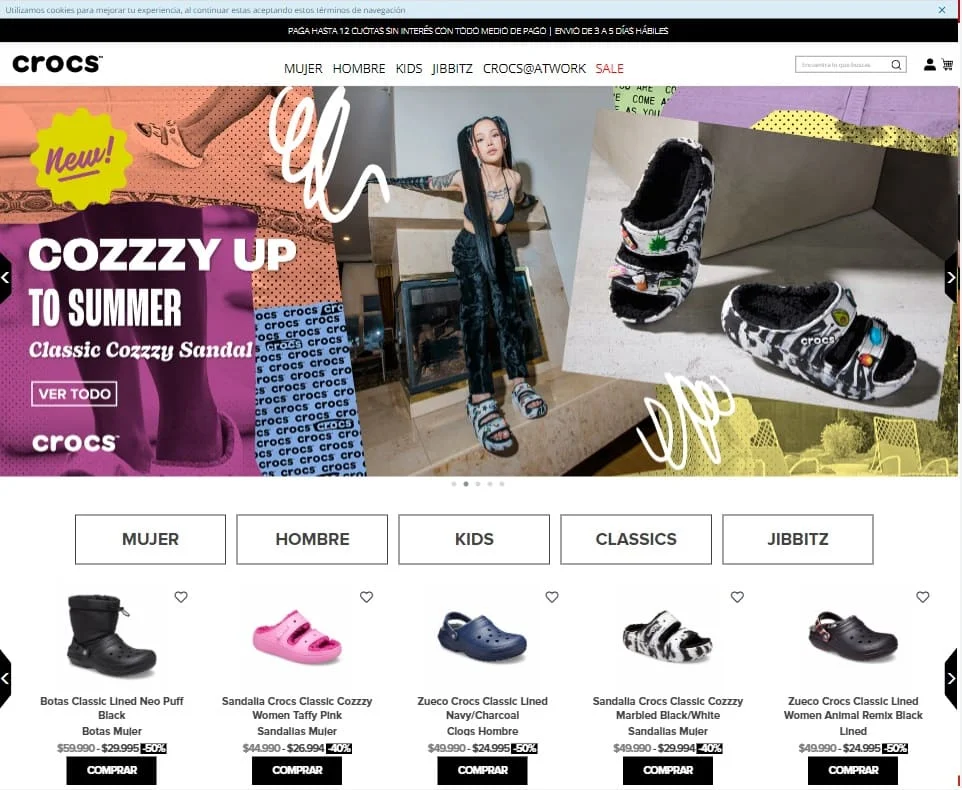 Utilizamos cookies para mejorar tu experiencia, al continuar estas aceptando estos términos de navegación
×
PAGA HASTA 12 CUOTAS SIN INTERÉS CON TODO MEDIO DE PAGO | ENVIO DE 3 A 5 DÍAS HÁBILES
crocs™
MUJER HOMBRE KIDS JIBBITZ CROCS@ATWORK SALE
Encuentra lo que buscas
New!
COZZZY UP
TO SUMMER
Classic Cozzzy Sandal
VER TODO
crocs™
MUJER HOMBRE KIDS CLASSICS JIBBITZ
Botas Classic Lined Neo Puff
Black
Botas Mujer
$59.990 - $29.995 -50%
COMPRAR
Sandalia Crocs Classic Cozzzy
Women Taffy Pink
Sandalias Mujer
$44.990 - $26.994 -40%
COMPRAR
Zueco Crocs Classic Lined
Navy/Charcoal
Clogs Hombre
$49.990 - $24.995 -50%
COMPRAR
Sandalia Crocs Classic Cozzzy
Marbled Black/White
Sandalias Mujer
$49.990 - $29.994 -40%
COMPRAR
Zueco Crocs Classic Lined
Women Animal Remix Black
Lined
$49.990 - $24.995 -50%
COMPRAR